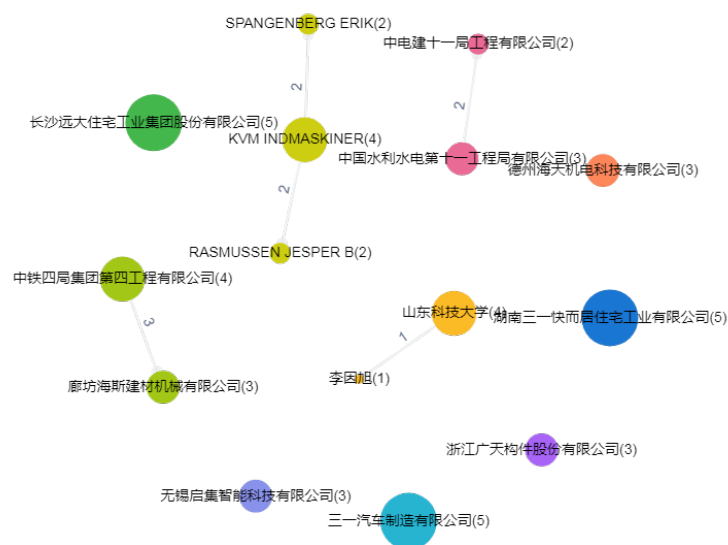 SPANGENBERG ERIK(2)
中电建十一局工程有限公司(2)
2
2
长沙远大住宅工业集团股份有限公司(5)
KVM INDMASKINER(4)
中国水利水电第十一工程局有限公司(3)
德州海天机电科技有限公司(3)
2
RASMUSSEN JESPER B(2)
中铁四局集团第四工程有限公司(4)
山东科技大学(4)
湖南三一快而居住宅工业有限公司(5)
3
1
李因旭(1)
廊坊海斯建材机械有限公司(3)
浙江广天构件股份有限公司(3)
无锡启集智能科技有限公司(3)
三一汽车制造有限公司(5)